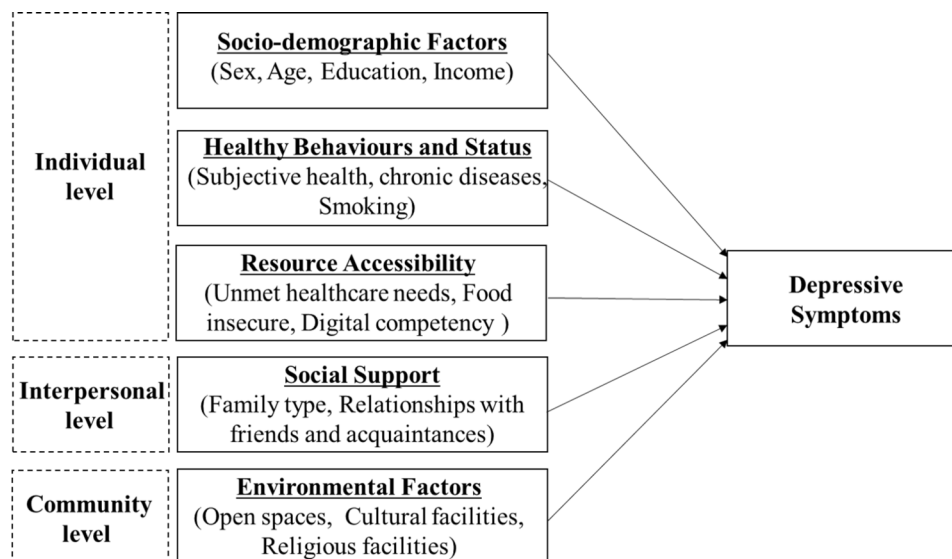 Individual
level
Socio-demographic Factors
(Sex, Age, Education, Income)
Healthy Behaviours and Status
(Subjective health, chronic diseases,
Smoking)
Resource Accessibility
(Unmet healthcare needs, Food
insecure, Digital competency )
Interpersonal
level
Social Support
(Family type, Relationships with
friends and acquaintances)
Community
level
Environmental Factors
(Open spaces, Cultural facilities,
Religious facilities)
Depressive
Symptoms